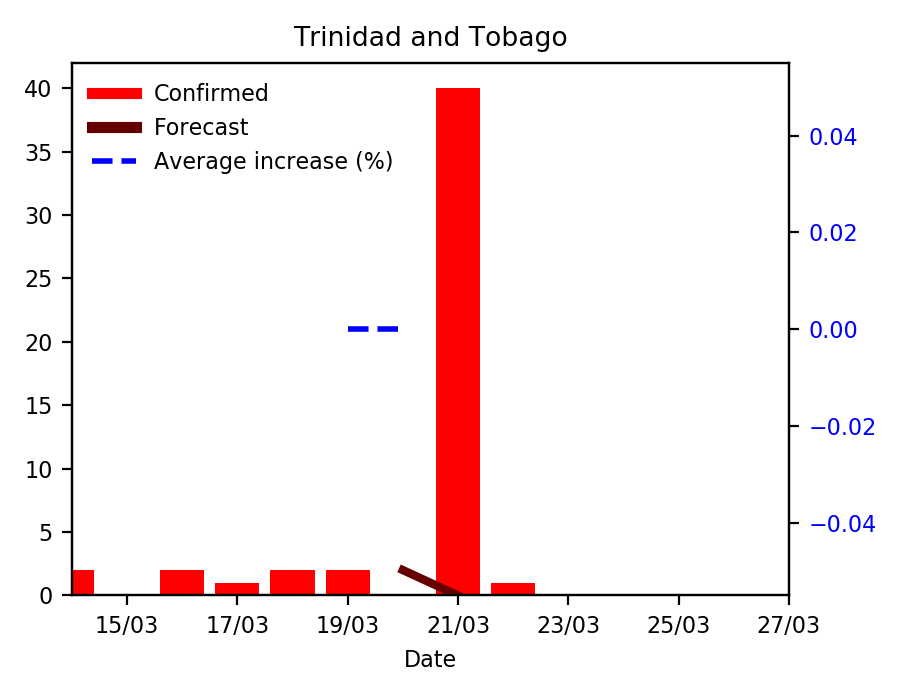 Trinidad and Tobago
Confirmed
Forecast
Average increase (%)
40
35
30
25
20
15
10
5
0
0.04
0.02
0.00
−0.02
−0.04
15/03 17/03 19/03 21/03 23/03 25/03 27/03
Date